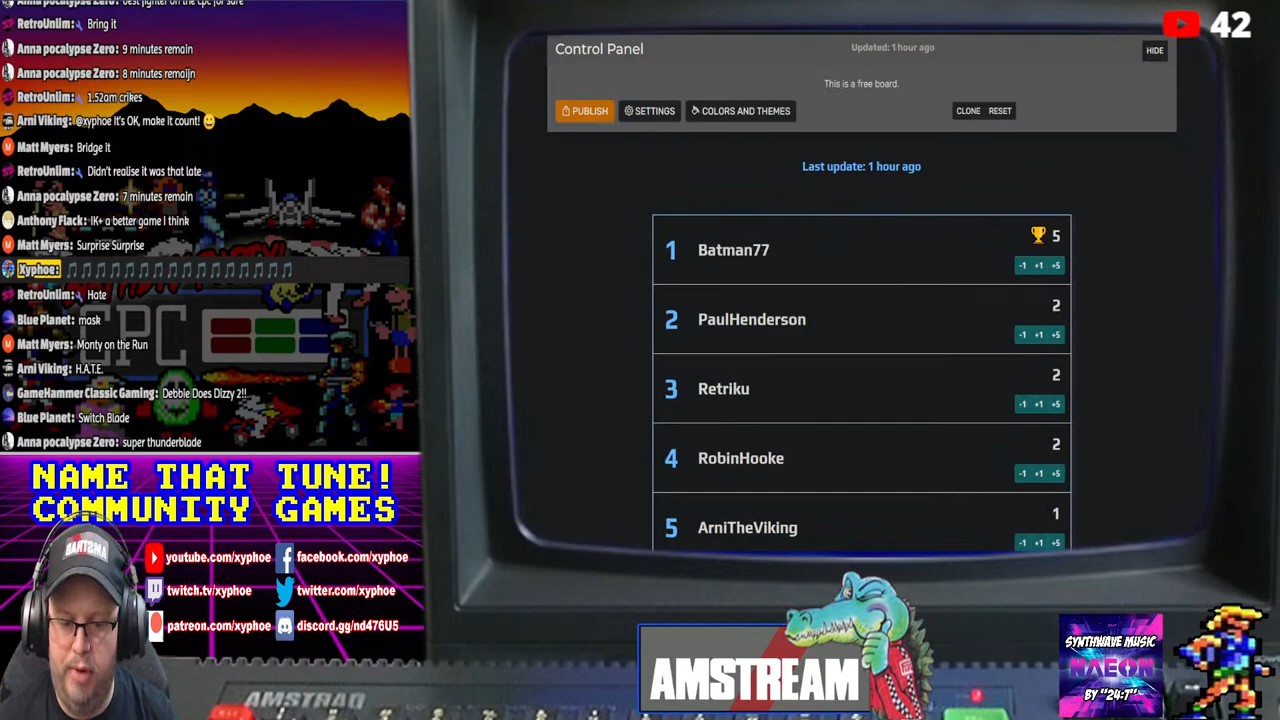 Anna pocalypse Zero: best fighter on the cpc for sure
RetroUnlim: Bring it
Anna pocalypse Zero: 9 minutes remain
Anna pocalypse Zero: 8 minutes remaijn
RetroUnlim: 1.52am crikes
Arni Viking: @xyphoe It's OK, make it count! 😀
Matt Myers: Bridge it
RetroUnlim: Didn't realise it was that late
Anna pocalypse Zero: 7 minutes remain
Anthony Flack: IK+ a better game I think
Matt Myers: Surprise Surprise
Xyphoe: 🎵🎵🎵🎵🎵🎵🎵🎵🎵🎵🎵🎵🎵🎵🎵🎵
RetroUnlim: Hate
Blue Planet: mask
Matt Myers: Monty on the Run
Arni Viking: H.A.T.E.
GameHammer Classic Gaming: Debbie Does Dizzy 2!!
Blue Planet: Switch Blade
Anna pocalypse Zero: super thunderblade
CPC
NAME THAT TUNE!
COMMUNITY GAMES
youtube.com/xyphoe
facebook.com/xyphoe
twitch.tv/xyphoe
twitter.com/xyphoe
patreon.com/xyphoe
discord.gg/nd476U5
42
Control Panel
Updated: 1 hour ago
HIDE
This is a free board.
PUBLISH
SETTINGS
COLORS AND THEMES
CLONE
RESET
Last update: 1 hour ago
1 Batman77 5
-1 +1 +5
2 PaulHenderson 2
-1 +1 +5
3 Retriku 2
-1 +1 +5
4 RobinHooke 2
-1 +1 +5
5 ArniTheViking 1
-1 +1 +5
AMSTRAD
AMSTREAM
SYNTHWAVE MUSIC
NAEON
BY "24:7"